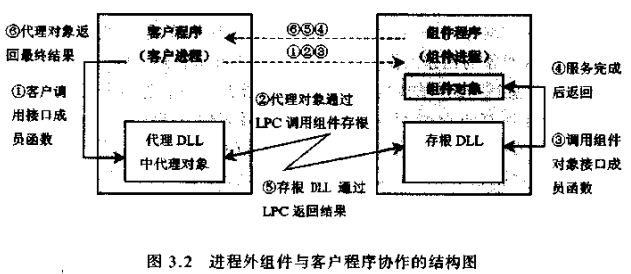 ⑥代理对象返
回最终结果
客户程序
(客户进程)
⑥⑤④
①②③
组件程序
(组件进程)
组件对象
④服务完成
后返回
①客户调
用接口成
员函数
②代理对象通过
LPC 调用组件存根
代理 DLL
中代理对象
存根 DLL
③调用组件
对象接口成
员函数
⑤存根 DLL 通过
LPC 返回结果
图 3.2 进程外组件与客户程序协作的结构图